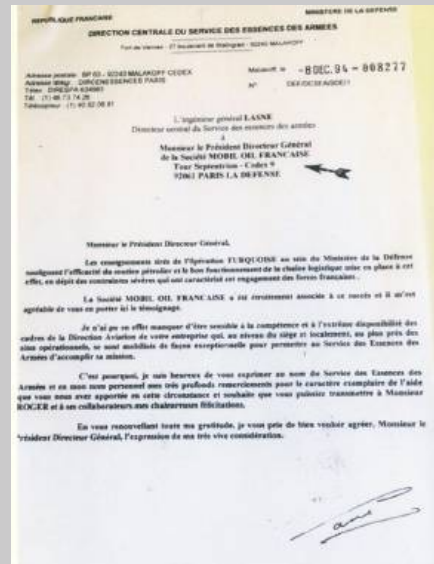 REPUBLIQUE FRANCAISE
MINISTERE DE LA DEFENSE
DIRECTION CENTRALE DU SERVICE DES ESSENCES DES ARMEES
Fort de Vanves - 27 boulevard de Stalingrad - 92240 MALAKOFF
Adresse postale: BP 63 - 92243 MALAKOFF CEDEX
Malakoff, le -8 DEC. 94 - 008277
Adresse télégr: DIRCENESSENCES PARIS
N° DEF/DCSEA/SDE/1
L'ingénieur général LASNE
Directeur central du Service des essences des armées
à
Monsieur le Président Directeur Général
de la Société MOBIL OIL FRANCAISE
Tour Septentrion - Cedex 9
92081 PARIS LA DEFENSE
Monsieur le Président Directeur Général,
Les enseignements tirés de l'Opération TURQUOISE au sein du Ministère de la Défense
soulignent l'efficacité du soutien pétrolier et le bon fonctionnement de la chaîne logistique mise en place à cet
effet, en dépit des contraintes sévères qui ont caractérisé cet engagement des forces françaises.
La Société MOBIL OIL FRANCAISE a été étroitement associée à ce succès et il m'est
agréable de vous en porter ici le témoignage.
Je n'ai pu en effet manquer d'être sensible à la compétence et à l'extrême disponibilité des
cadres de la Direction Aviation de votre entreprise qui, au niveau du siège et localement, au plus près des
sites opérationnels, se sont mobilisés de façon exceptionnelle pour permettre au Service des Essences des
Armées d'accomplir sa mission.
C'est pourquoi, je suis heureux de vous exprimer au nom du Service des Essences des
Armées et en mon nom personnel mes très profonds remerciements pour le caractère exemplaire de l'aide
que vous nous avez apportée en cette circonstance et souhaite que vous puissiez transmettre à Monsieur
ROGER et à ses collaborateurs mes chaleureuses félicitations.
En vous renouvellant toute ma gratitude, je vous prie de bien vouloir agréer, Monsieur le
Président Directeur Général, l'expression de ma très vive considération.